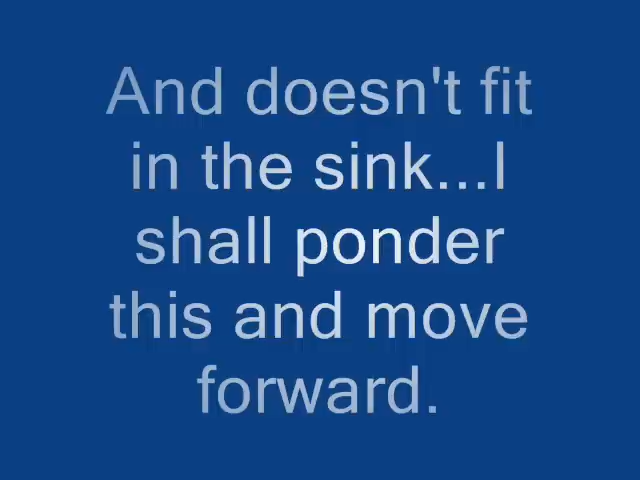 And doesn't fit
in the sink...I
shall ponder
this and move
forward.